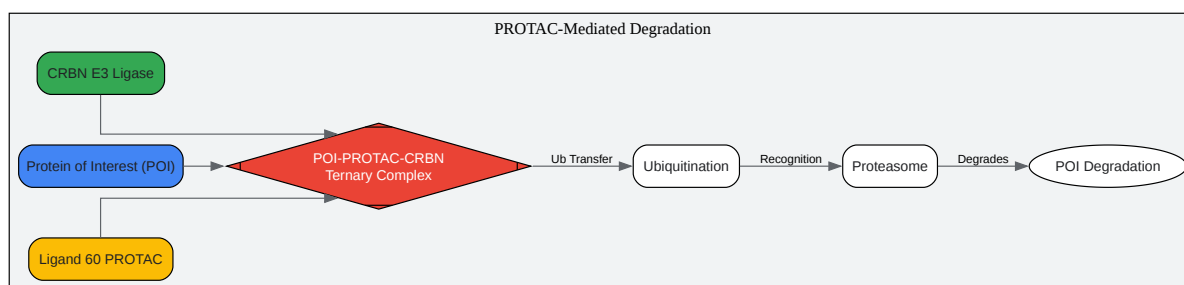 PROTAC-Mediated Degradation
CRBN E3 Ligase
Protein of Interest (POI)
Ligand 60 PROTAC
POI-PROTAC-CRBN
Ternary Complex
Ub Transfer
Ubiquitination
Recognition
Proteasome
Degrades
POI Degradation